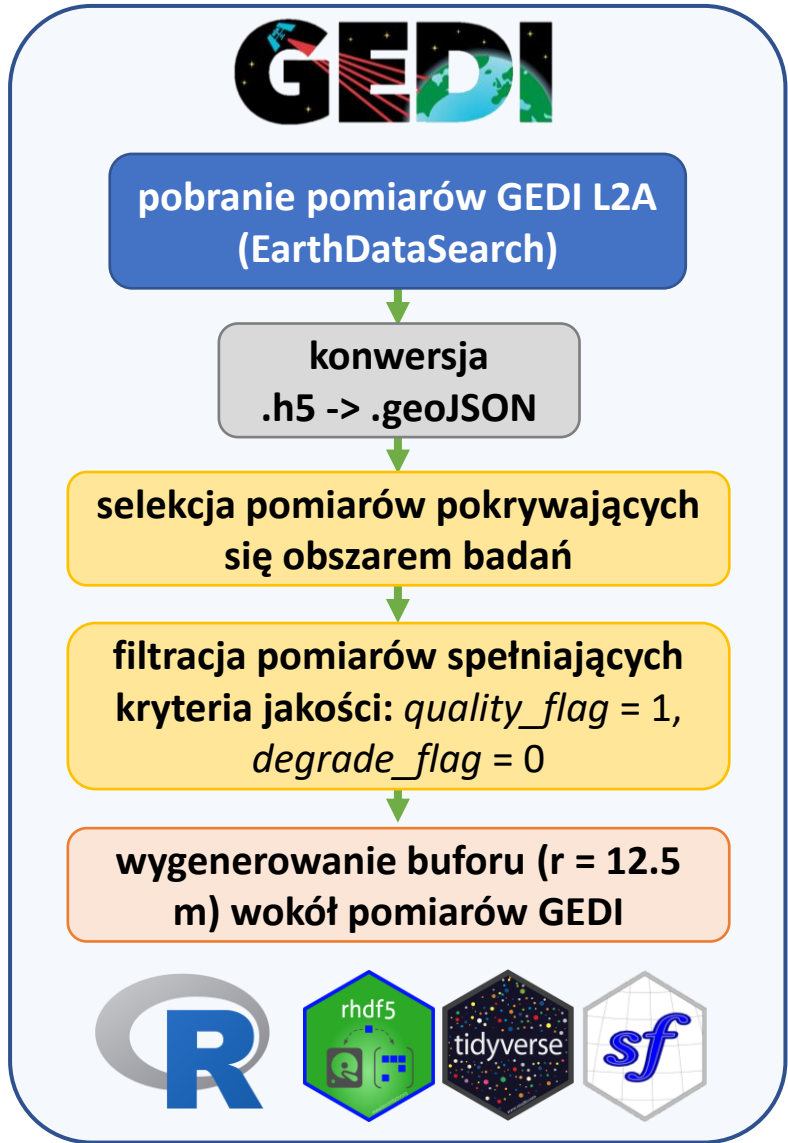 GEDI
pobranie pomiarów GEDI L2A
(EarthDataSearch)
konwersja
.h5 -> .geoJSON
selekcja pomiarów pokrywających
się obszarem badań
filtracja pomiarów spełniających
kryteria jakości: quality_flag = 1,
degrade_flag = 0
wygenerowanie buforu (r = 12.5
m) wokół pomiarów GEDI
R
rhdf5
tidyverse
sf